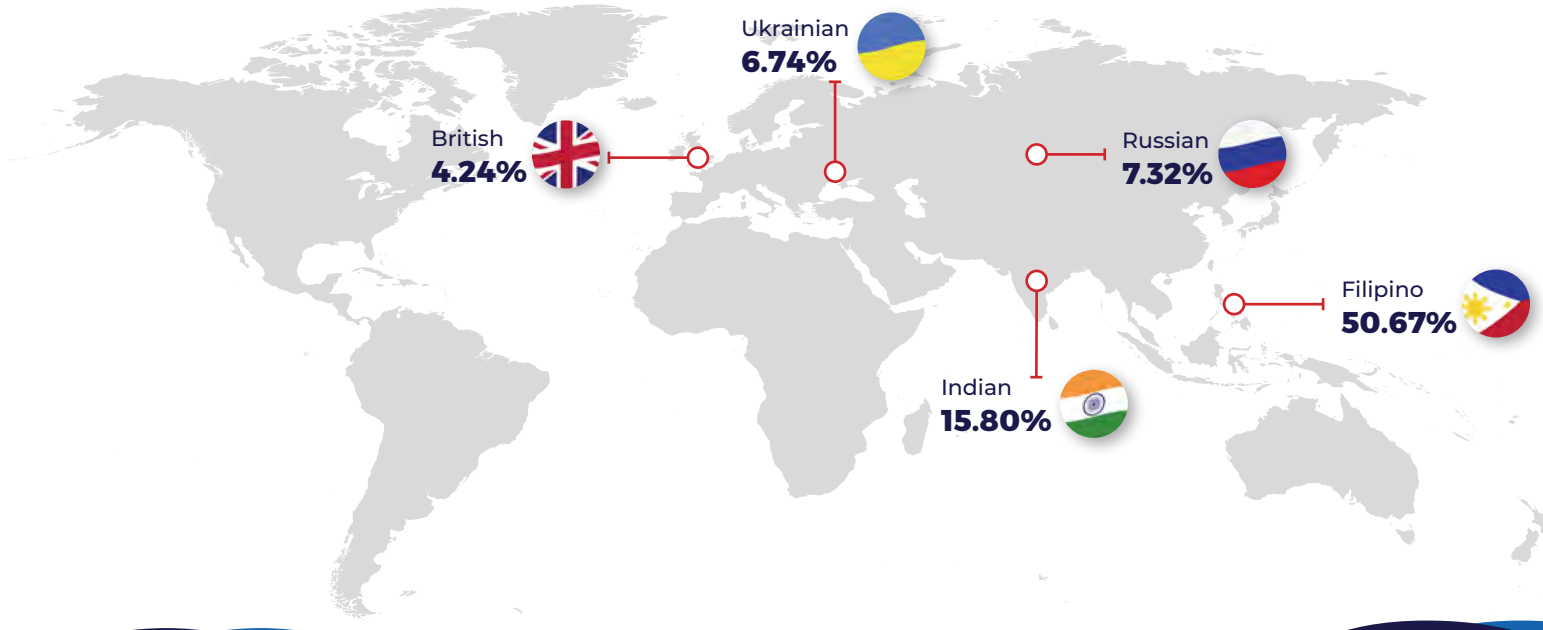 Ukrainian
6.74%
British
4.24%
Russian
7.32%
Filipino
50.67%
Indian
15.80%